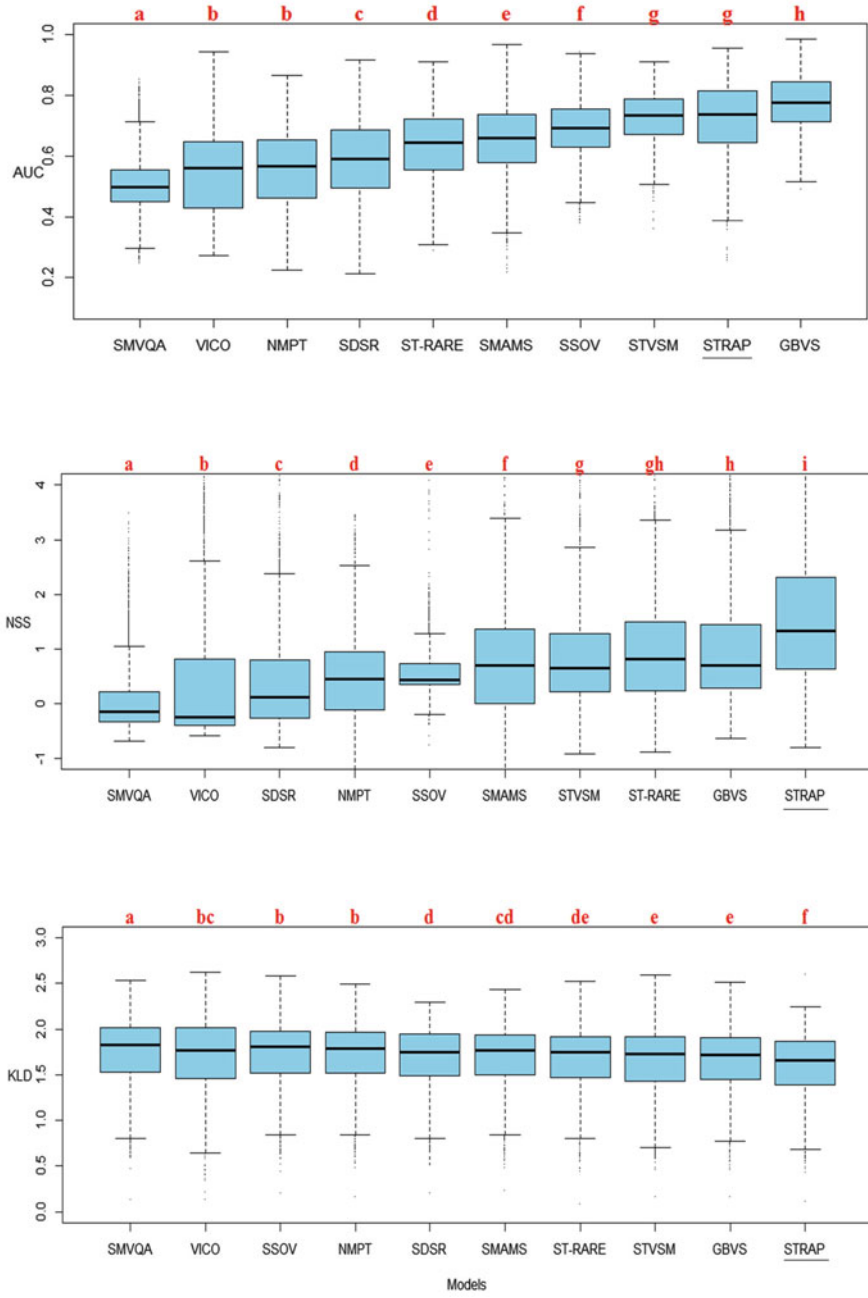 a b b c d e f g g h
1.0
0.8
0.6
AUC
0.4
0.2
SMVQA VICO NMPT SDSR ST-RARE SMAMS SSOV STVSM STRAP GBVS
a b c d e f g gh h i
4
3
2
NSS
1
0
-1
SMVQA VICO SDSR NMPT SSOV SMAMS STVSM ST-RARE GBVS STRAP
a bc b b d cd de e e f
3.0
2.5
2.0
1.5
KLD
1.0
0.5
0.0
SMVQA VICO SSOV NMPT SDSR SMAMS ST-RARE STVSM GBVS STRAP
Models